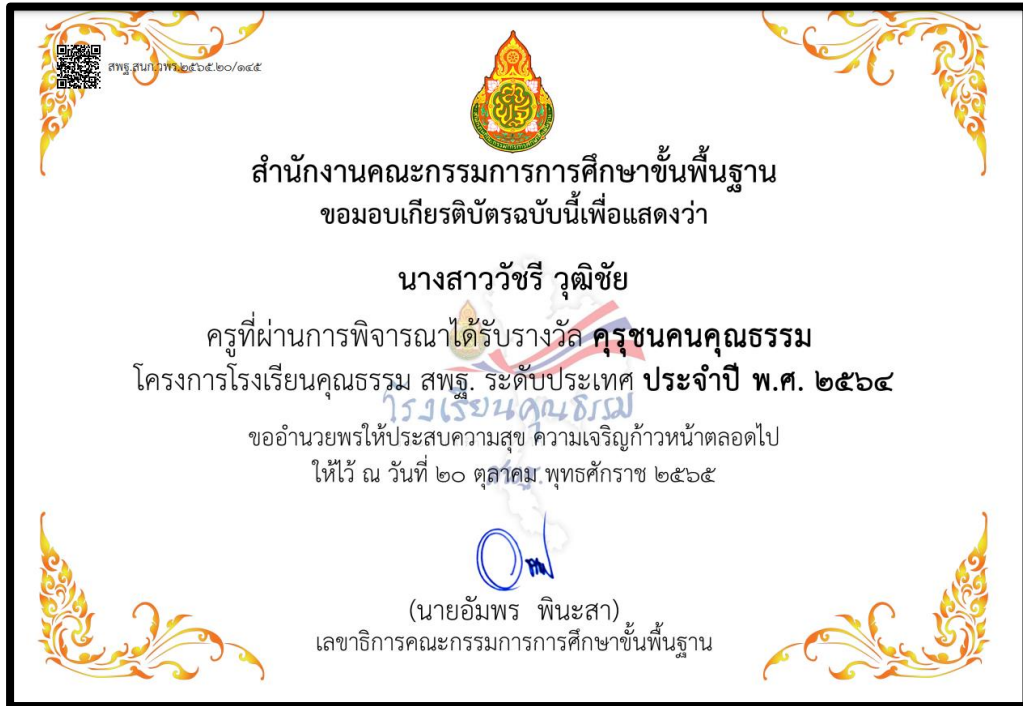 สพฐ.สนก.วพร.๒๕๖๕.๒๐/๑๔๕
สำนักงานคณะกรรมการการศึกษาขั้นพื้นฐาน
ขอมอบเกียรติบัตรฉบับนี้เพื่อแสดงว่า
นางสาววัชรี วุฒิชัย
ครูที่ผ่านการพิจารณาได้รับรางวัล คุรุชนคนคุณธรรม
โครงการโรงเรียนคุณธรรม สพฐ. ระดับประเทศ ประจำปี พ.ศ. ๒๕๖๔
โรงเรียนคุณธรรม
ขออำนวยพรให้ประสบความสุข ความเจริญก้าวหน้าตลอดไป
ให้ไว้ ณ วันที่ ๒๐ ตุลาคม พุทธศักราช ๒๕๖๕
สพฐ.
(นายอัมพร พินะสา)
เลขาธิการคณะกรรมการการศึกษาขั้นพื้นฐาน